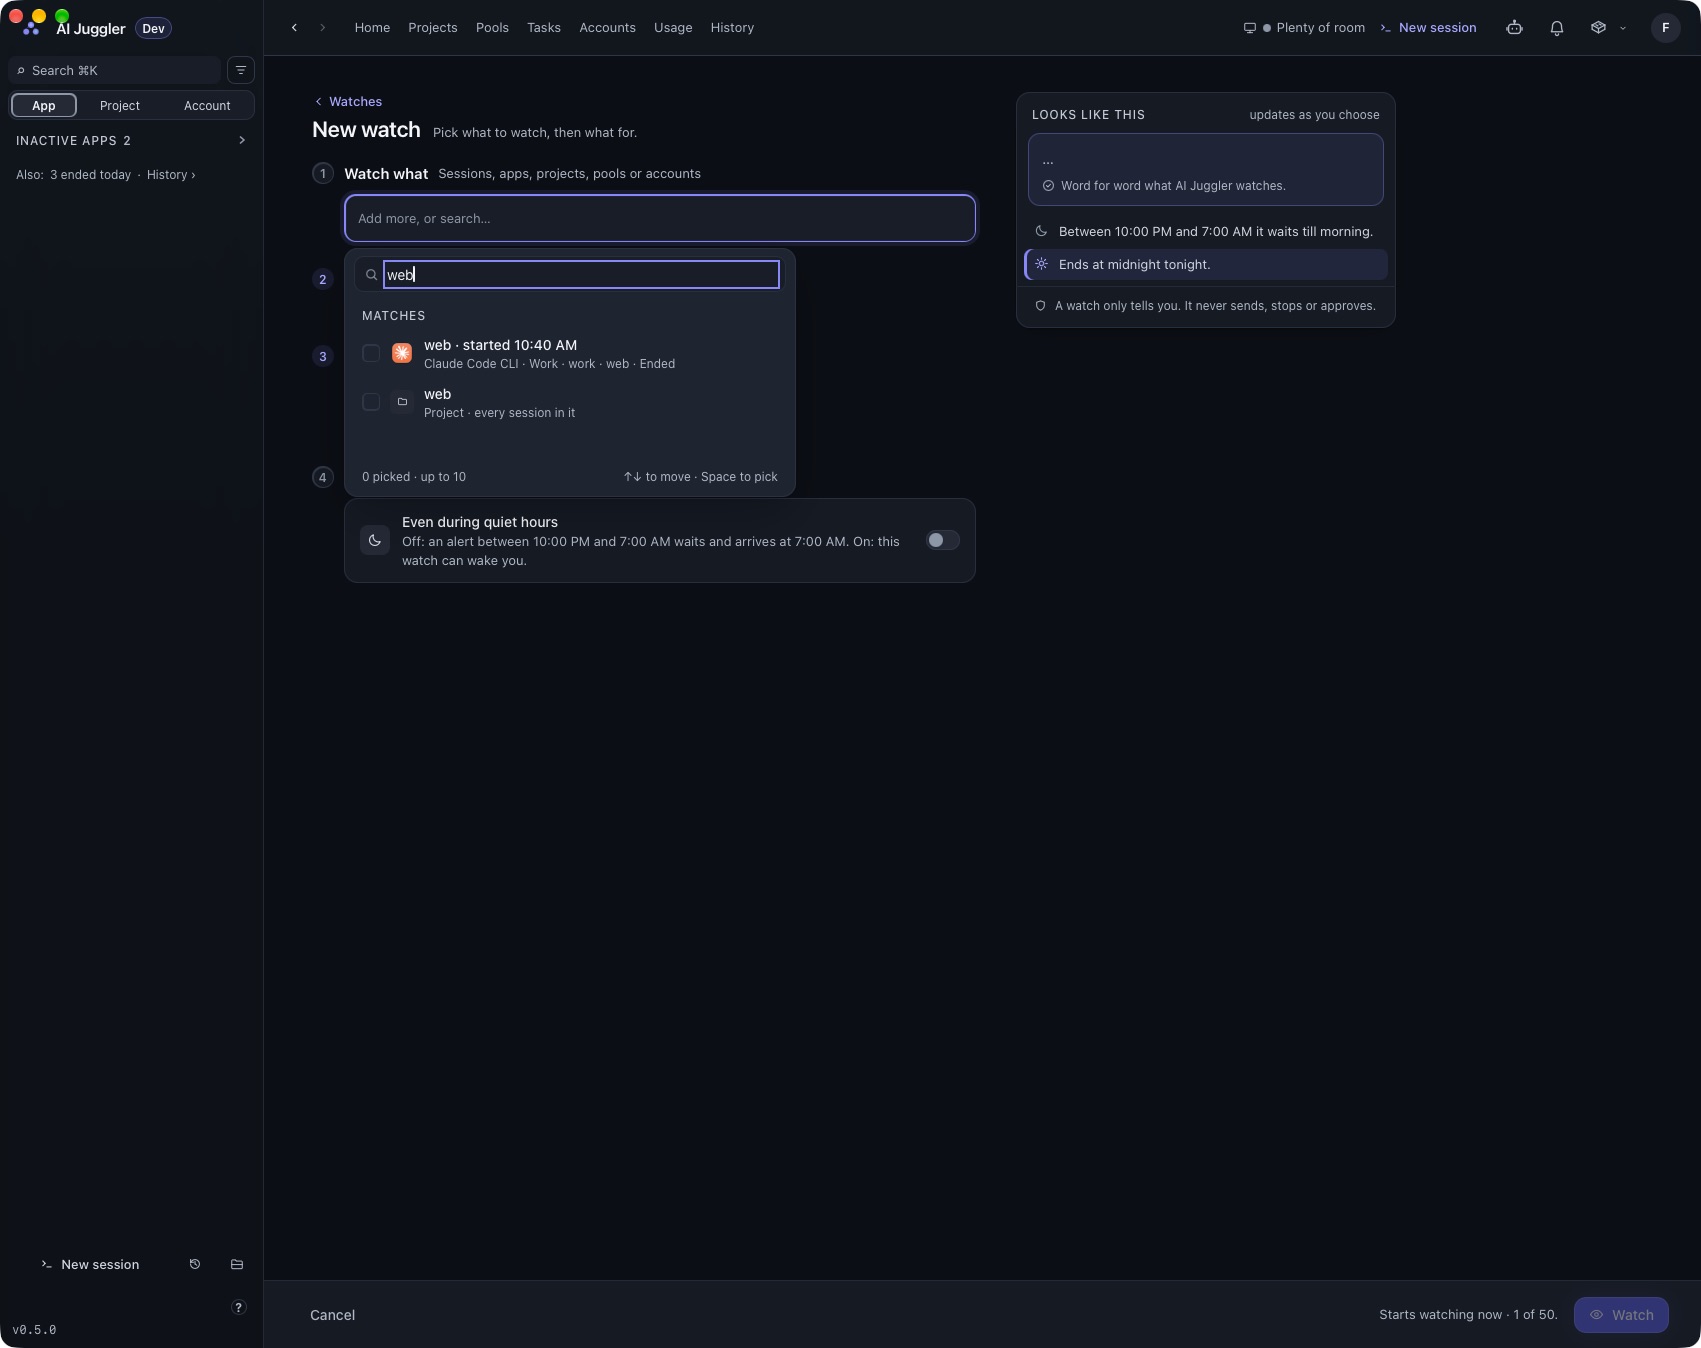 AI Juggler Dev
Search ⌘K
App Project Account
INACTIVE APPS 2
Also: 3 ended today · History ›
New session
?
v0.5.0
Home Projects Pools Tasks Accounts Usage History
Plenty of room New session F
Watches
New watch Pick what to watch, then what for.
1 Watch what Sessions, apps, projects, pools or accounts
Add more, or search…
2
web
MATCHES
3
web · started 10:40 AM
Claude Code CLI · Work · work · web · Ended
web
Project · every session in it
4
0 picked · up to 10 ↑↓ to move · Space to pick
Even during quiet hours
Off: an alert between 10:00 PM and 7:00 AM waits and arrives at 7:00 AM. On: this
watch can wake you.
LOOKS LIKE THIS updates as you choose
…
Word for word what AI Juggler watches.
Between 10:00 PM and 7:00 AM it waits till morning.
Ends at midnight tonight.
A watch only tells you. It never sends, stops or approves.
Cancel Starts watching now · 1 of 50. Watch